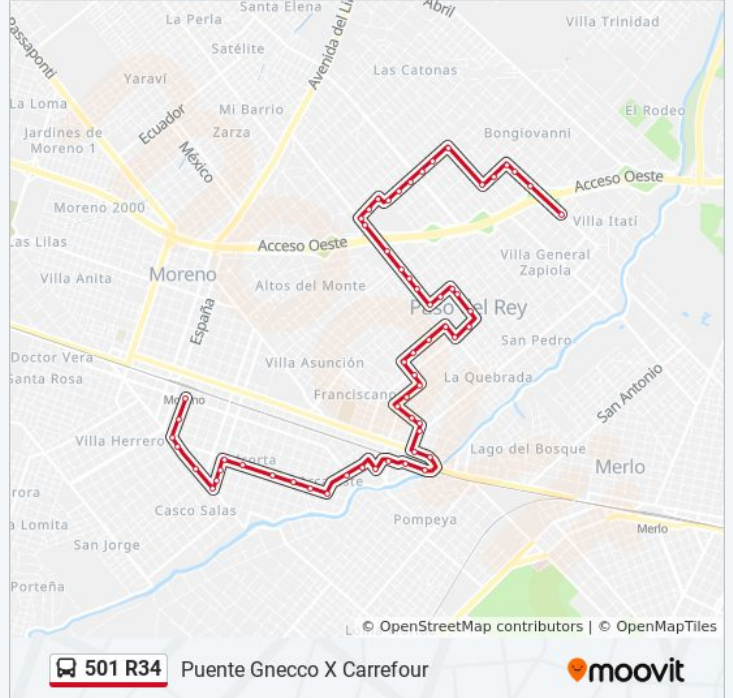 Santa Elena
Abril
La Perla
Villa Trinidad
Passaponti
Satélite
Avenida del Li
Las Catonas
Yaraví
La Loma
Mi Barrio
El Rodeo
Ecuador
Jardines de
Moreno 1
Zarza
Bongiovanni
México
Acceso Oeste
Moreno 2000
Villa Itatí
as Lilas
Acceso Oeste
Villa General
Zapiola
Villa Anita
Moreno
Altos del Monte
España
Paso del Rey
San Pedro
Doctor Vera
Villa Asunción
Santa Rosa
La Quebrada
San Antonio
Franciscano
Moreno
Villa Herrero
Lago del Bosque
Merlo
rora
Casco Salas
a Lomita
Pompeya
Merlo
San Jorge
Porteña
© OpenStreetMap contributors | © OpenMapTiles
501 R34 Puente Gnecco X Carrefour
moovit